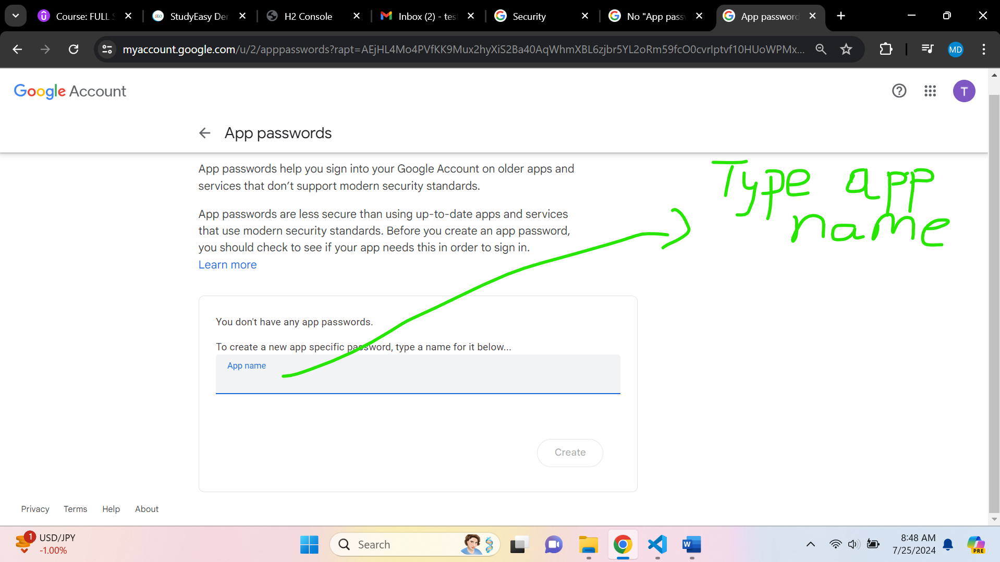 Course: FULL S
StudyEasy Der
H2 Console
Inbox (2) - test
Security
No "App passw
App password
myaccount.google.com/u/2/apppasswords?rapt=AEjHL4Mo4PVfKK9Mux2hyXiS2Ba40AqWhmXBL6zjbr5YL2oRm59fcO0cvrIptvf10HUoWPMx...
MD
Google Account
T
App passwords
App passwords help you sign into your Google Account on older apps and
services that don’t support modern security standards.
App passwords are less secure than using up-to-date apps and services
that use modern security standards. Before you create an app password,
you should check to see if your app needs this in order to sign in.
Learn more
Type app
name
You don't have any app passwords.
To create a new app specific password, type a name for it below...
App name
Create
Privacy Terms Help About
1
USD/JPY
-1.00%
Search
8:48 AM
7/25/2024
PRE